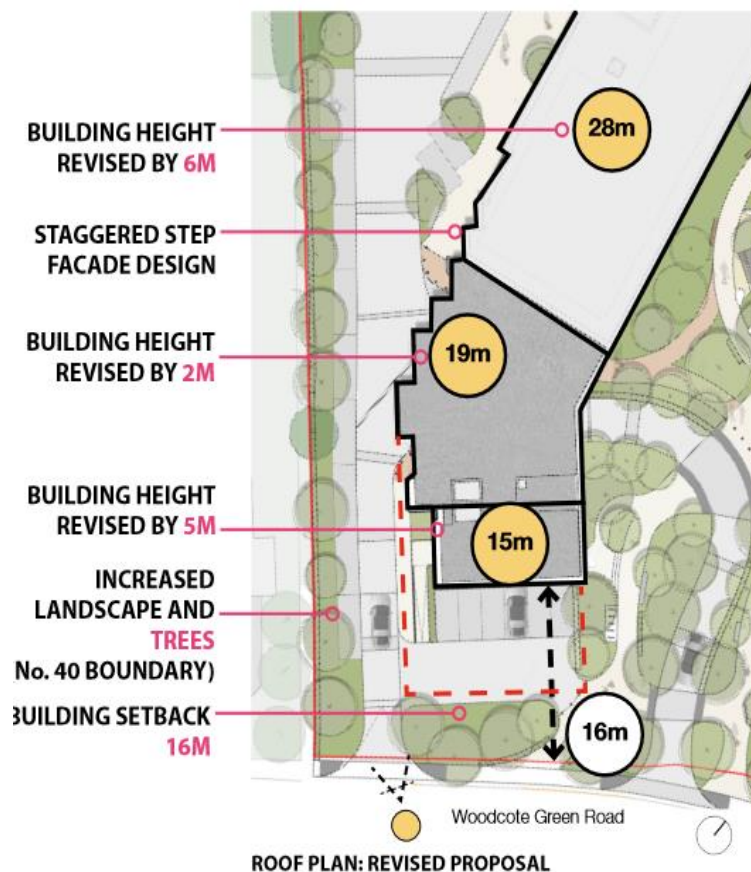 BUILDING HEIGHT
REVISED BY 6M
28m
STAGGERED STEP
FACADE DESIGN
BUILDING HEIGHT
REVISED BY 2M
19m
BUILDING HEIGHT
REVISED BY 5M
15m
INCREASED
LANDSCAPE AND
TREES
No. 40 BOUNDARY)
BUILDING SETBACK
16M
16m
Woodcote Green Road
ROOF PLAN: REVISED PROPOSAL